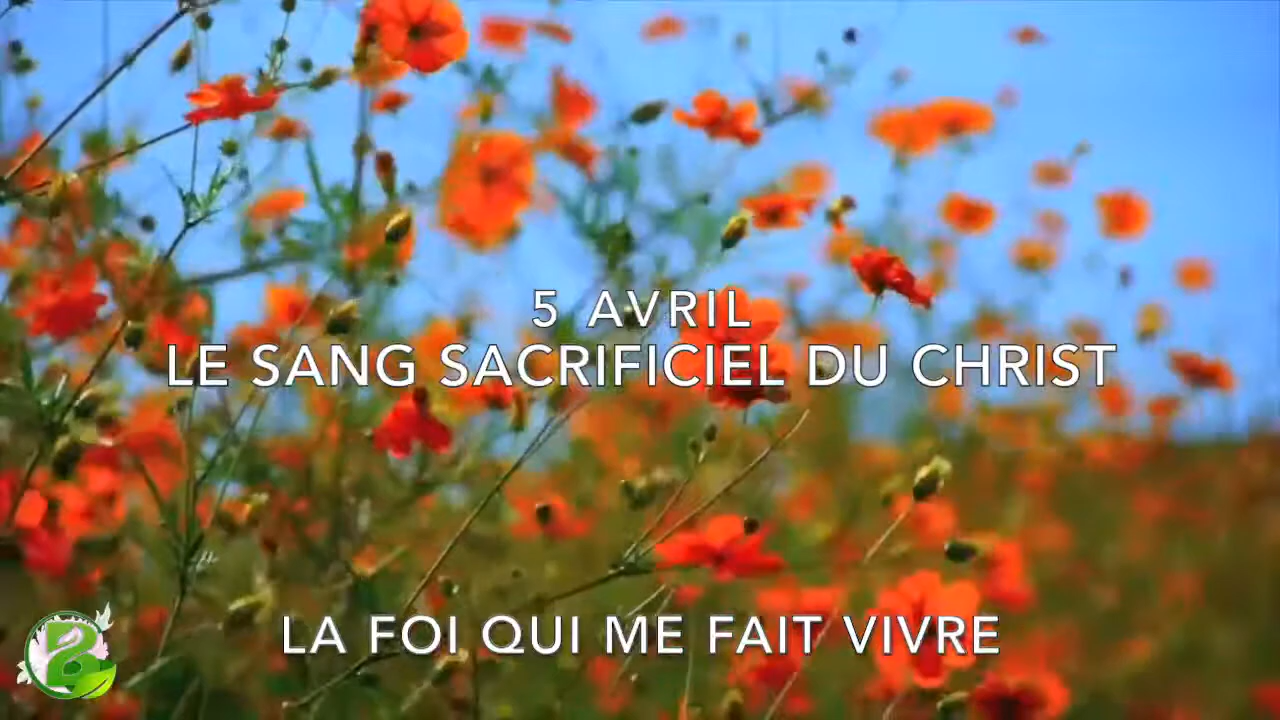 5 AVRIL
LE SANG SACRIFICIEL DU CHRIST
LA FOI QUI ME FAIT VIVRE
B